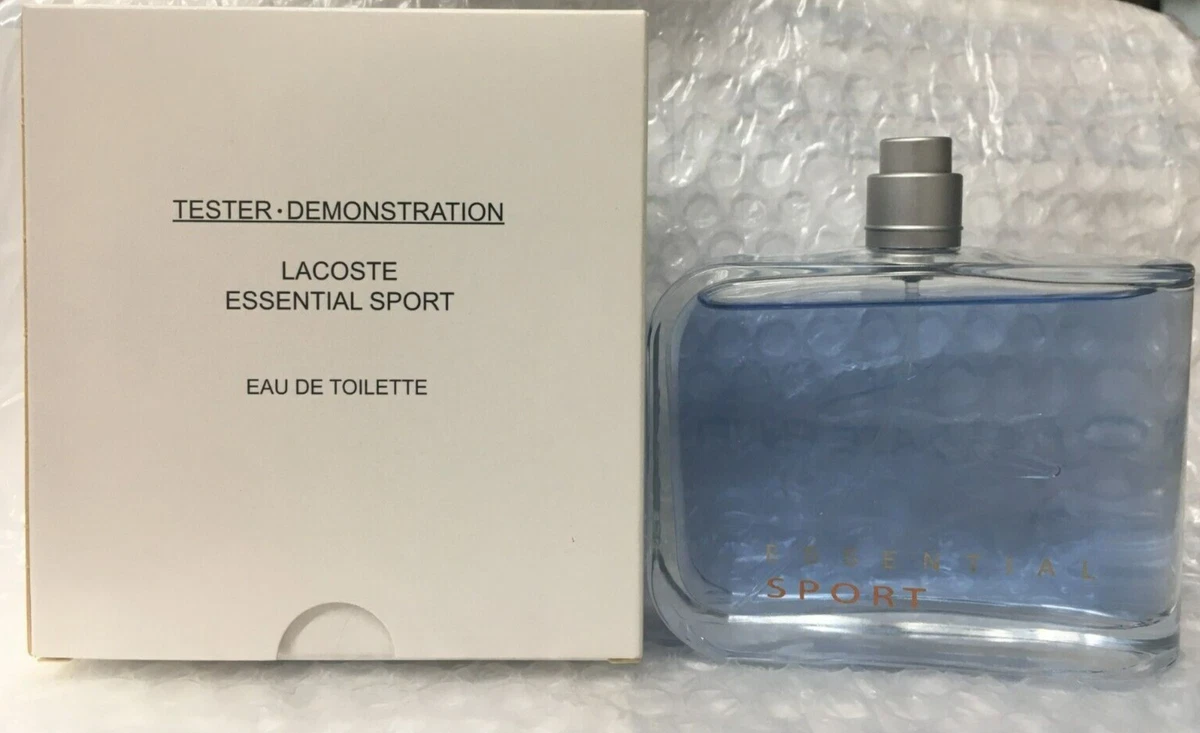 TESTER·DEMONSTRATION
LACOSTE
ESSENTIAL SPORT
EAU DE TOILETTE
ESSENTIAL
SPORT